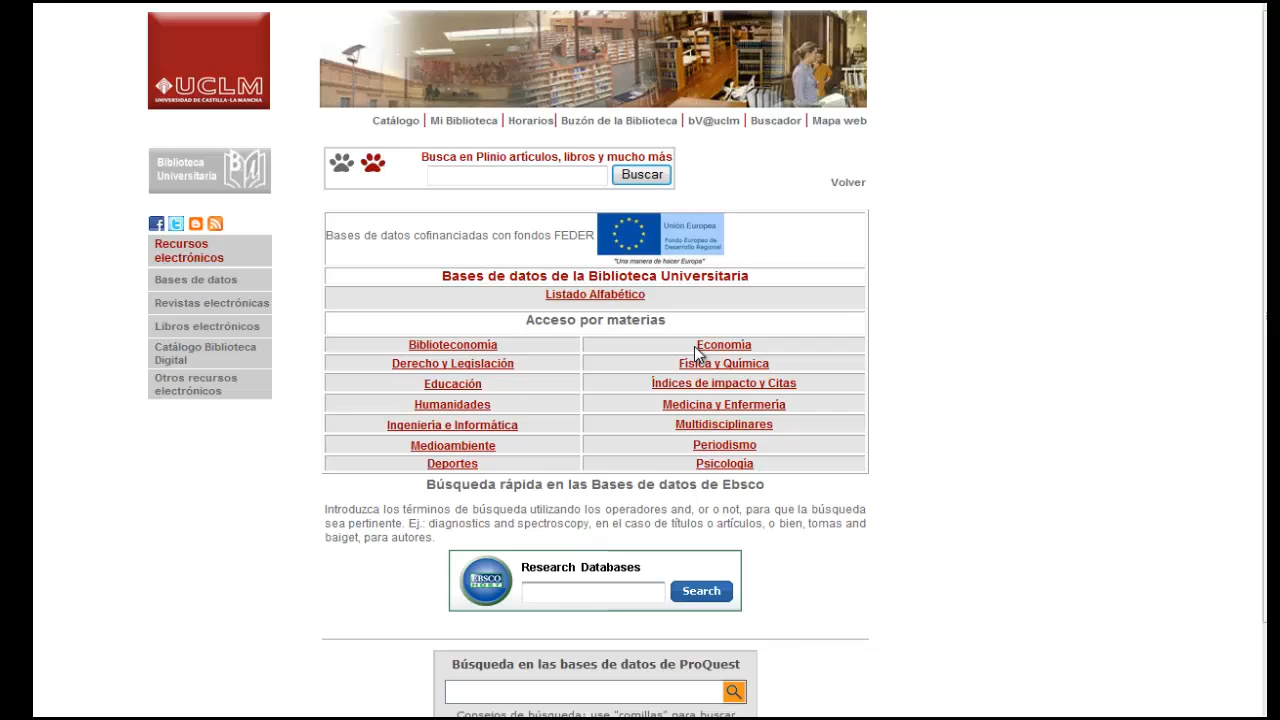 UCLM
UNIVERSIDAD DE CASTILLA-LA MANCHA
Catálogo | Mi Biblioteca | Horarios| Buzón de la Biblioteca | bV@uclm | Buscador | Mapa web
Biblioteca
Universitaria
Busca en Plinio artículos, libros y mucho más
Buscar
Volver
Recursos
electrónicos
Bases de datos
Revistas electrónicas
Libros electrónicos
Catálogo Biblioteca
Digital
Otros recursos
electrónicos
Bases de datos cofinanciadas con fondos FEDER
Unión Europea
Fondo Europeo de
Desarrollo Regional
"Una manera de hacer Europa"
Bases de datos de la Biblioteca Universitaria
Listado Alfabético
Acceso por materias
Biblioteconomía Economía
Derecho y Legislación Física y Química
Educación Índices de impacto y Citas
Humanidades Medicina y Enfermería
Ingeniería e Informática Multidisciplinares
Medioambiente Periodismo
Deportes Psicología
Búsqueda rápida en las Bases de datos de Ebsco
Introduzca los términos de búsqueda utilizando los operadores and, or o not, para que la búsqueda
sea pertinente. Ej.: diagnostics and spectroscopy, en el caso de títulos o artículos, o bien, tomas and
baiget, para autores.
EBSCO
HOST
Research Databases
Search
Búsqueda en las bases de datos de ProQuest
Consejos de búsqueda: use "comillas" para buscar